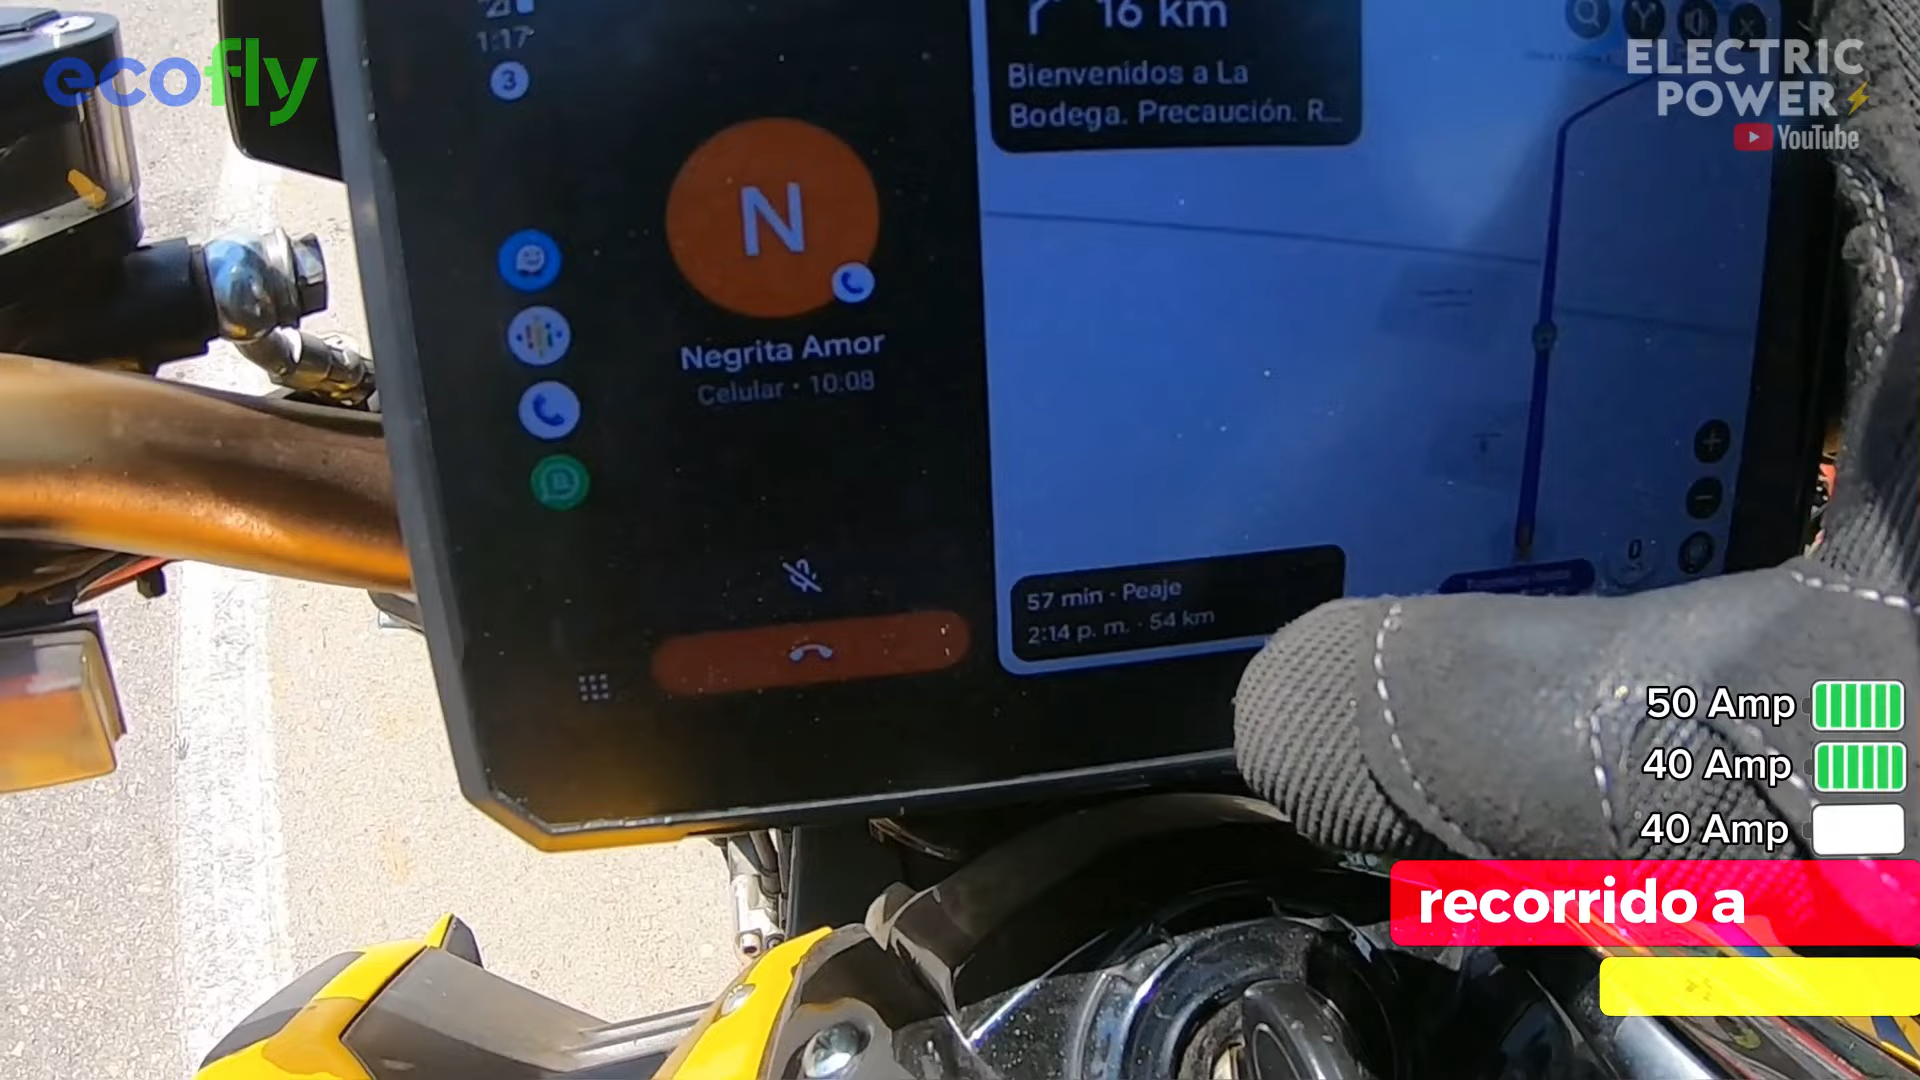 ecofly
1:17
3
16 km
Bienvenidos a La
Bodega. Precaución. R...
ELECTRIC
POWER
YouTube
N
Negrita Amor
Celular · 10:08
57 min · Peaje
2:14 p. m. · 54 km
0
50 Amp
40 Amp
40 Amp
recorrido a